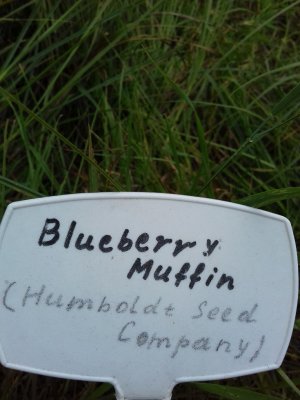 Blueberry
Muffin
(Humboldt Seed
Company)